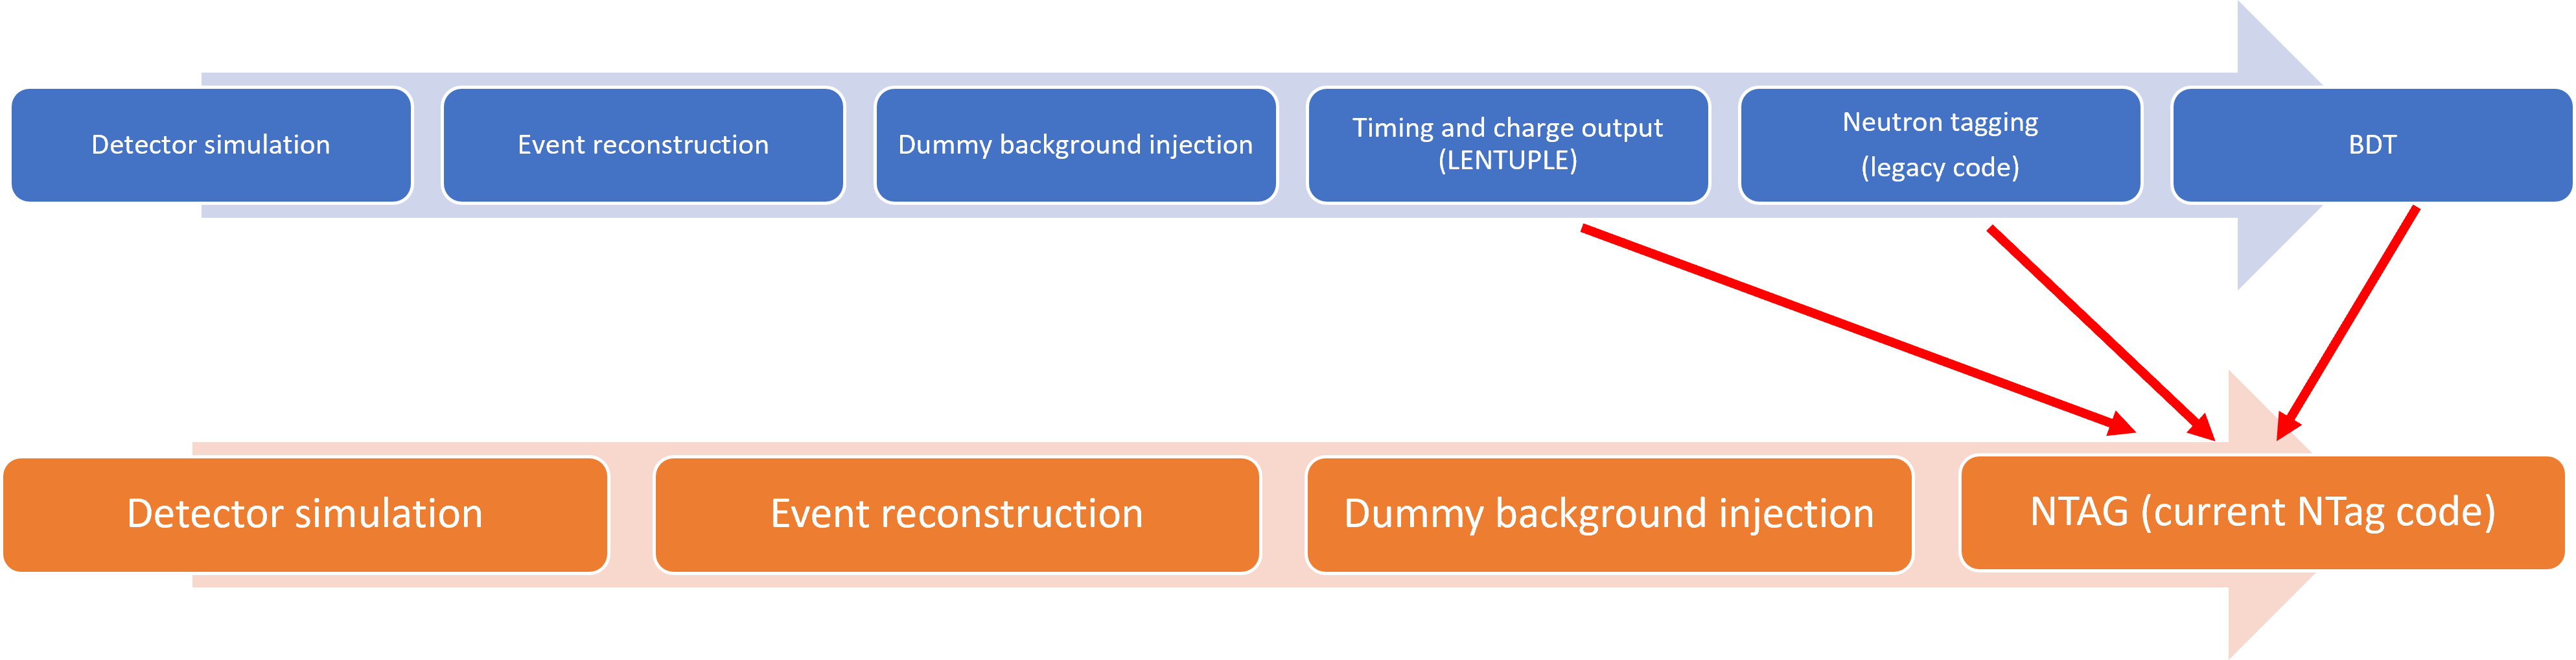 Detector simulation
Event reconstruction
Dummy background injection
Timing and charge output
(LENTUPLE)
Neutron tagging
(legacy code)
BDT
Detector simulation
Event reconstruction
Dummy background injection
NTAG (current NTag code)